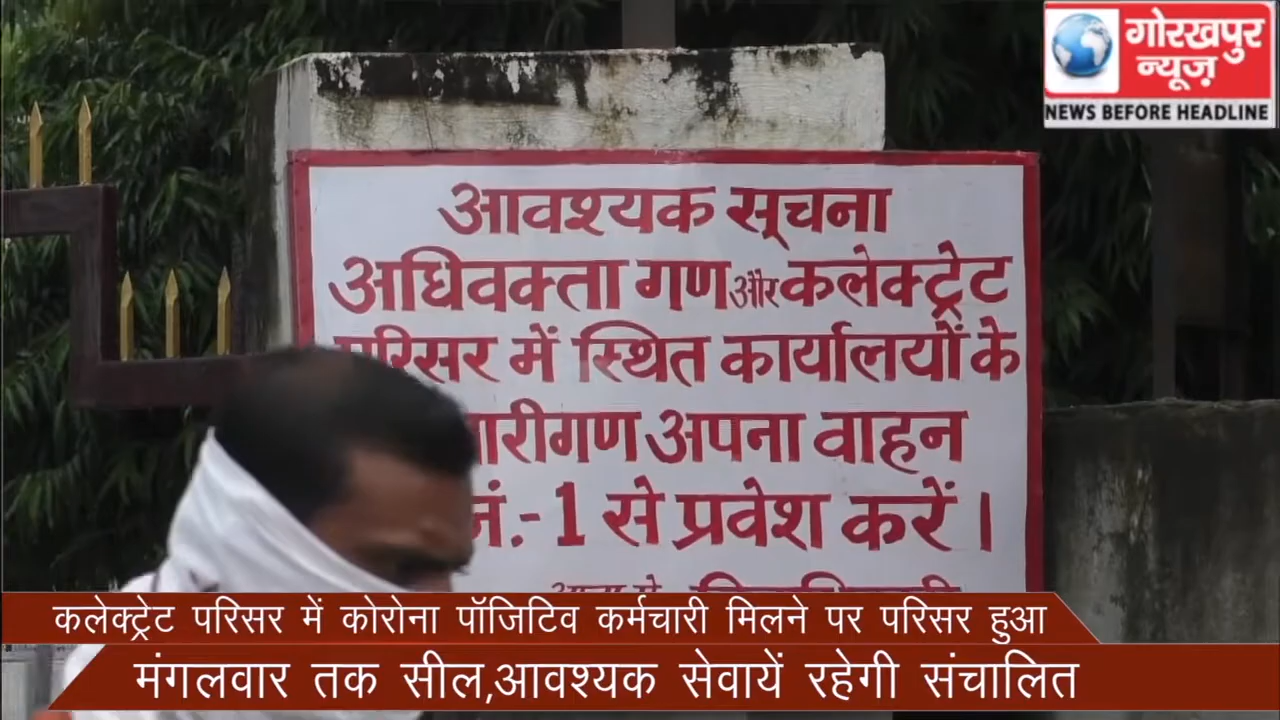 गोरखपुर
न्यूज़
NEWS BEFORE HEADLINE
आवश्यक सूचना
अधिवक्ता गण और कलेक्ट्रेट
परिसर में स्थित कार्यालयों के
अपना वाहन
1 से प्रवेश करें।
कलेक्ट्रेट परिसर में कोरोना पॉजिटिव कर्मचारी मिलने पर परिसर हुआ
मंगलवार तक सील,आवश्यक सेवायें रहेगी संचालित